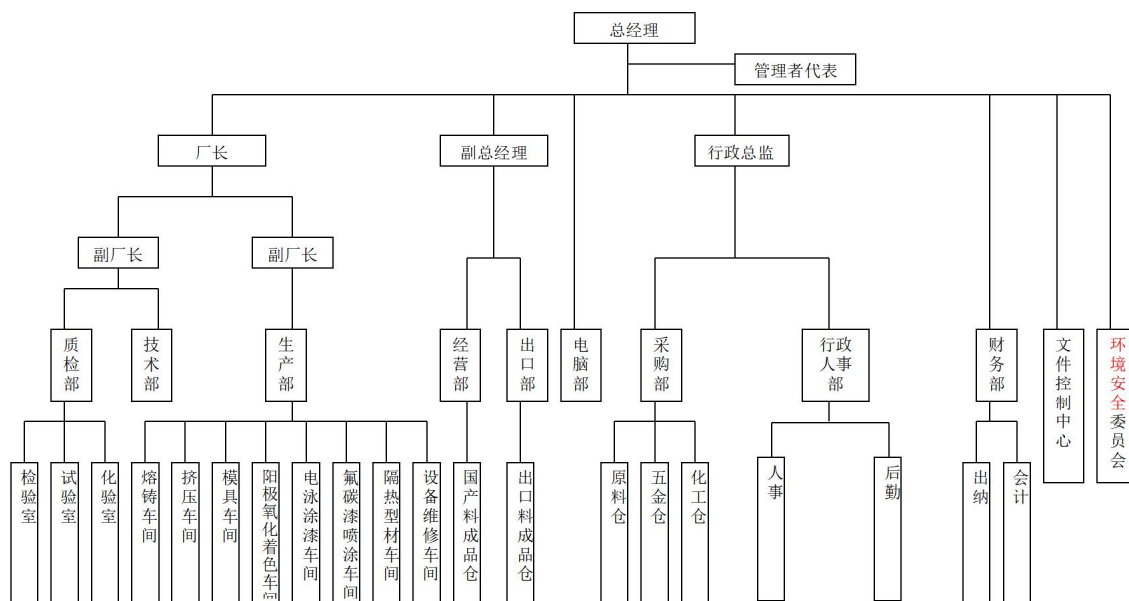 总经理
管理者代表
厂长
副总经理
行政总监
副厂长
副厂长
质检部
技术部
生产部
经营部
出口部
电脑部
采购部
行政
人事
部
财务部
文件控制中心
环境安全委员会
检验室
试验室
化验室
熔铸车间
挤压车间
模具车间
阳极氧化着色车间
电泳涂漆车间
氟碳漆喷涂车间
隔热型材车间
设备维修车间
国产料成品仓
出口料成品仓
原料仓
五金仓
化工仓
人事
后勤
出纳
会计